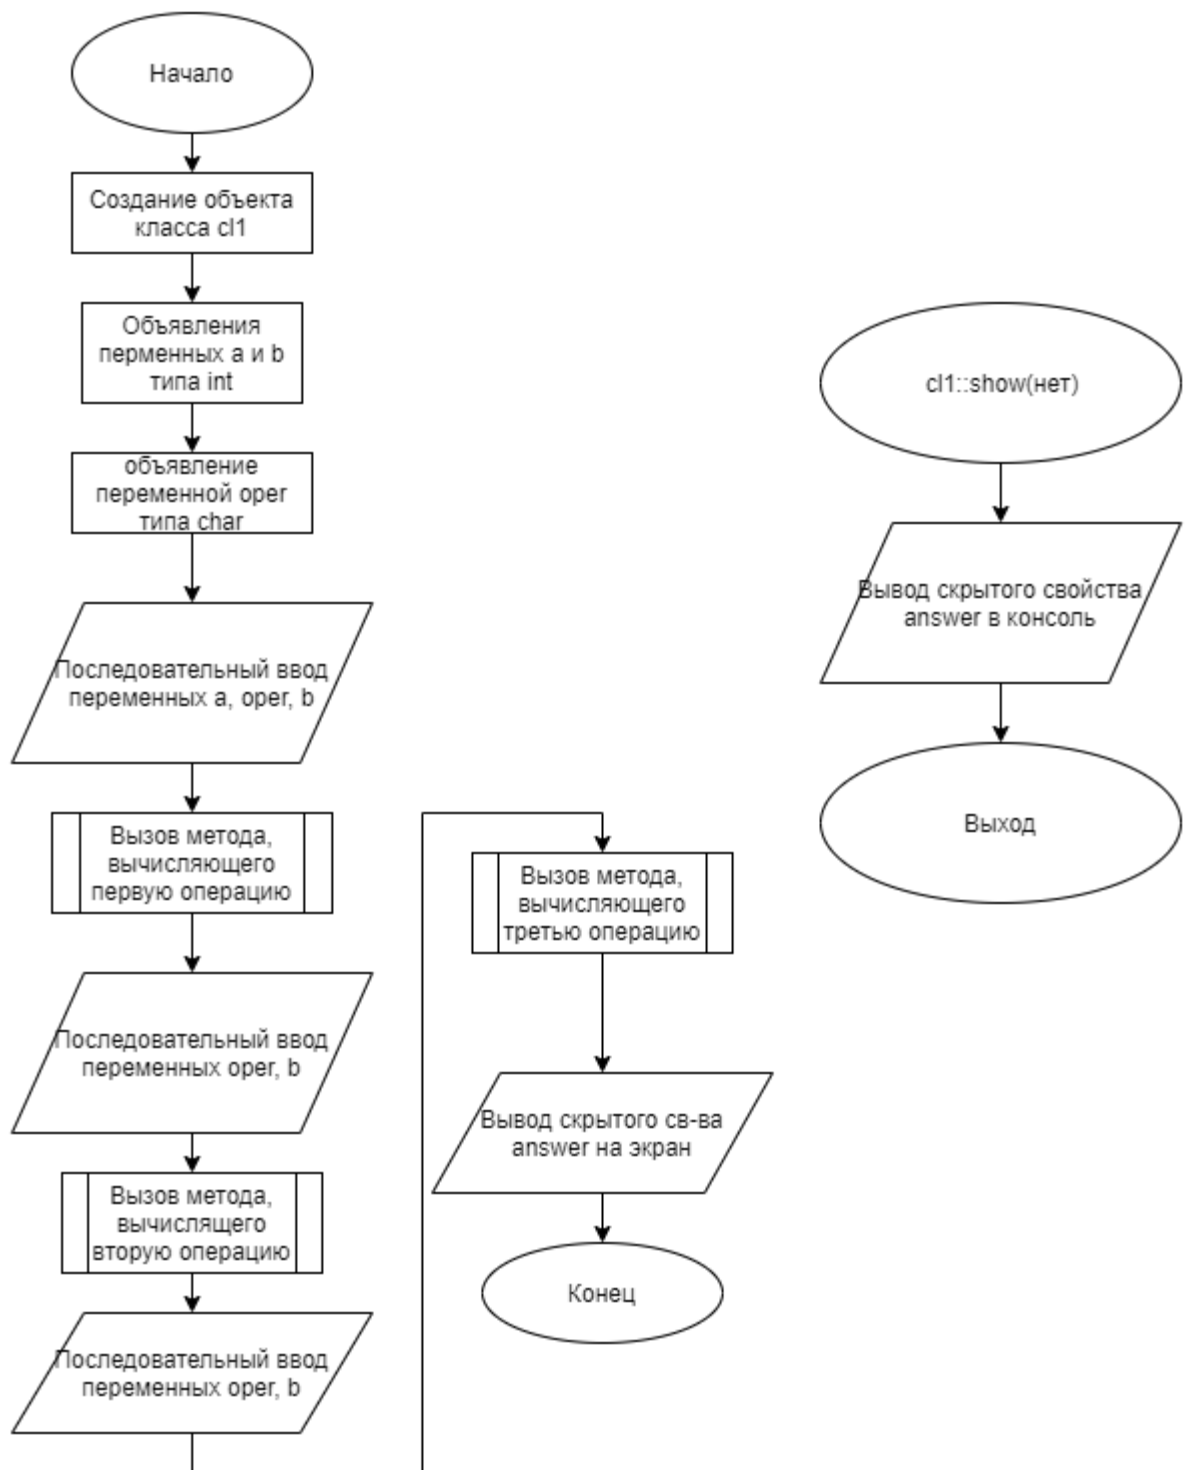 Начало
Создание объекта
класса cl1
Объявления
перменных a и b
типа int
объявление
переменной oper
типа char
Последовательный ввод
переменных a, oper, b
Вызов метода,
вычисляющего
первую операцию
Последовательный ввод
переменных oper, b
Вызов метода,
вычислящего
вторую операцию
Последовательный ввод
переменных oper, b
Вызов метода,
вычисляющего
третью операцию
Вывод скрытого св-ва
answer на экран
Конец
cl1::show(нет)
Вывод скрытого свойства
answer в консоль
Выход